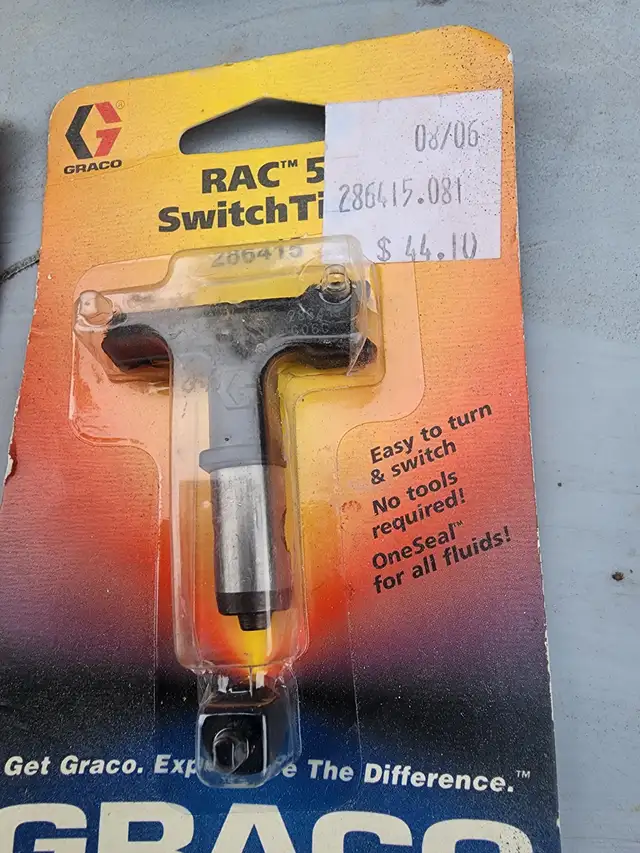 GRACO
RAC™ 5
SwitchTi
08/06
286415.081
$ 44.10
286415
Easy to turn
& switch
No tools
required!
OneSeal™
for all fluids!
Get Graco. Exp e The Difference.™
GRACO